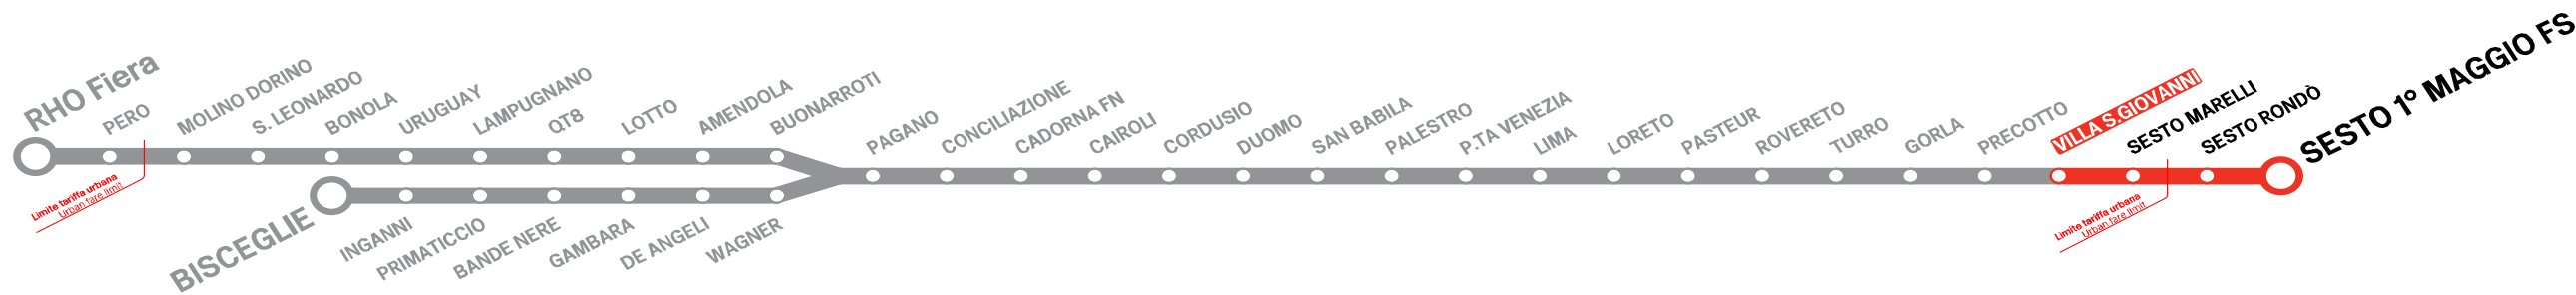 RHO Fiera
PERO
MOLINO DORINO
S. LEONARDO
BONOLA
URUGUAY
LAMPUGNANO
QT8
LOTTO
AMENDOLA
BUONARROTI
PAGANO
CONCILIAZIONE
CADORNA FN
CAIROLI
CORDUSIO
DUOMO
SAN BABILA
PALESTRO
P.TA VENEZIA
LIMA
LORETO
PASTEUR
ROVERETO
TURRO
GORLA
PRECOTTO
VILLA S.GIOVANNI
SESTO MARELLI
SESTO RONDÒ
SESTO 1° MAGGIO FS
Limite tariffa urbana
Urban fare limit
BISCEGLIE
INGANNI
PRIMATICCIO
BANDE NERE
GAMBARA
DE ANGELI
WAGNER
Limite tariffa urbana
Urban fare limit